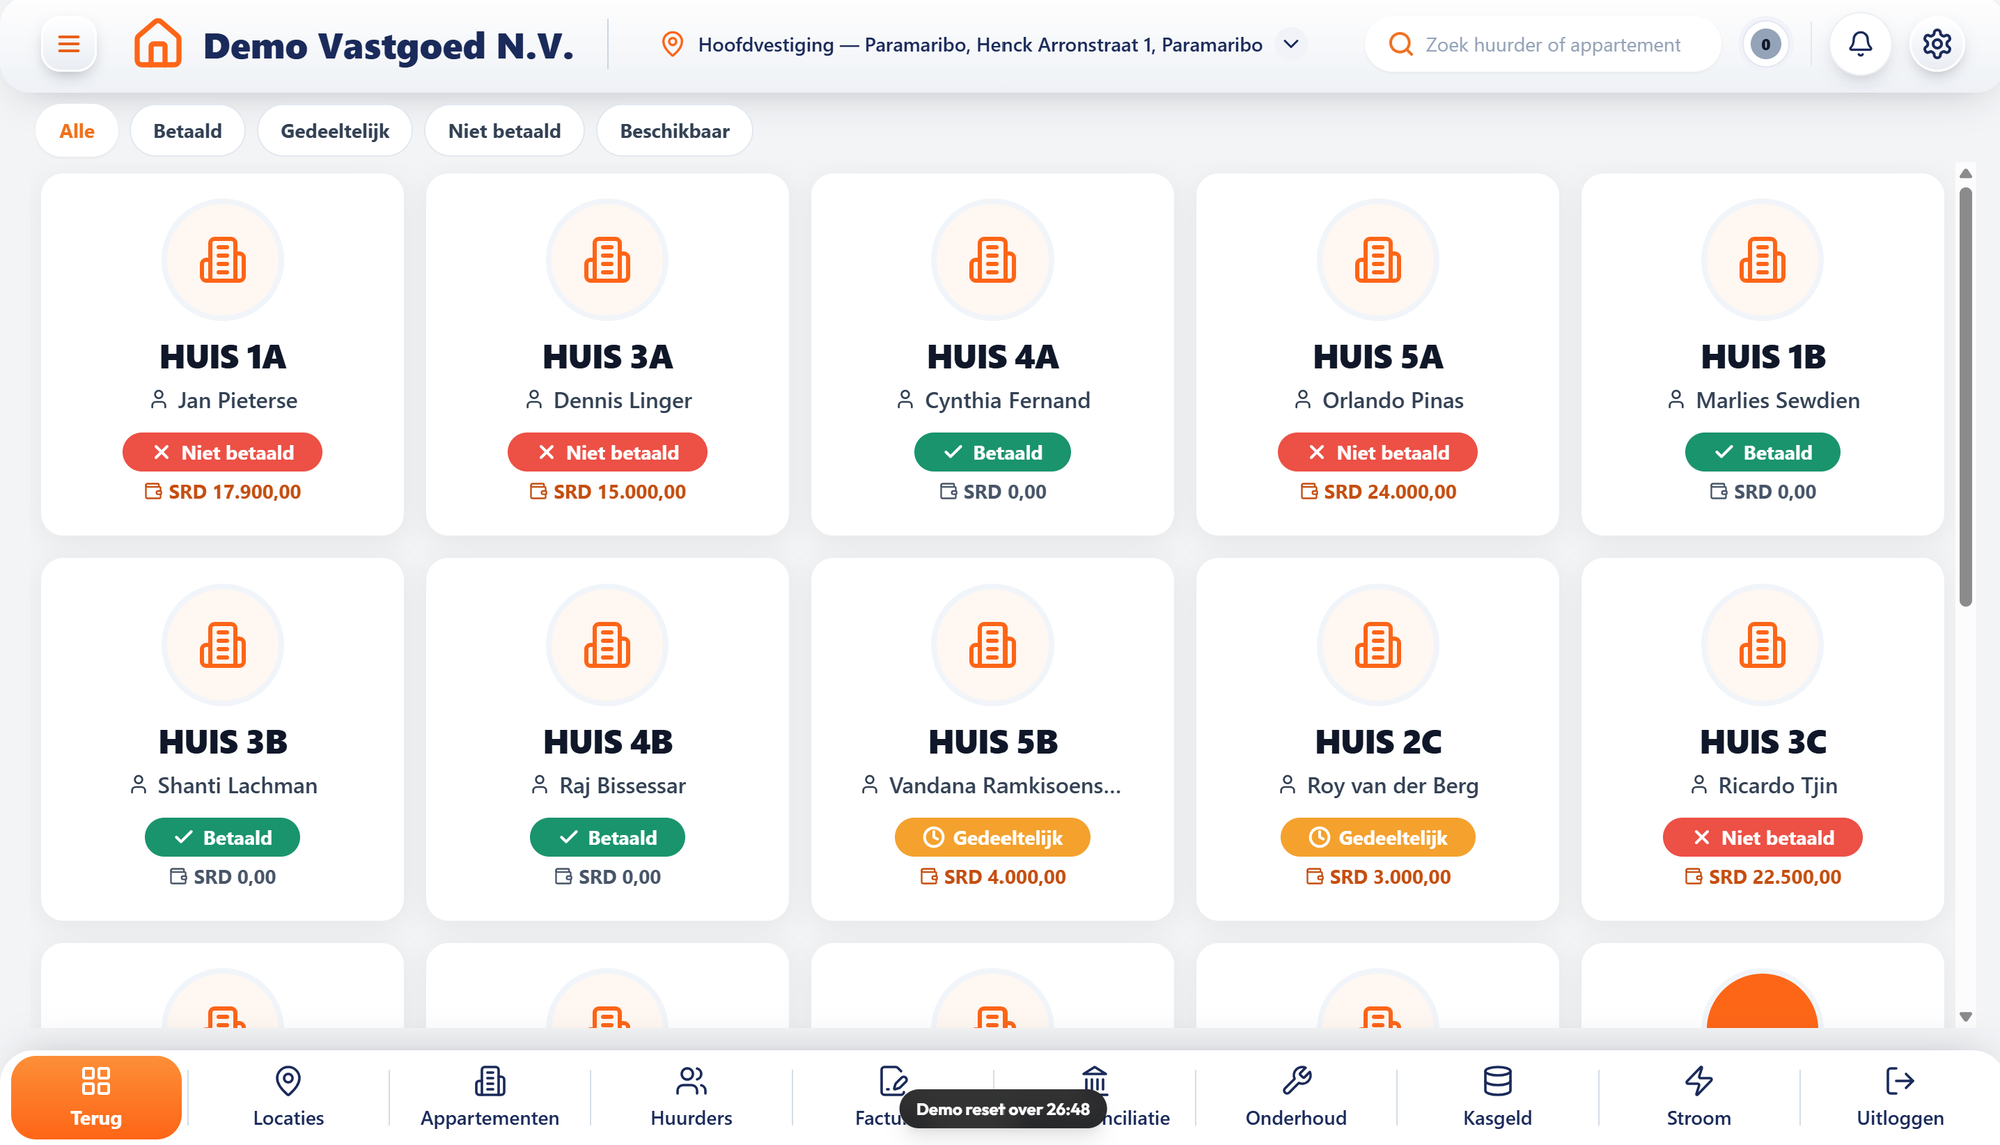 Demo Vastgoed N.V.
Hoofdvestiging — Paramaribo, Henck Arronstraat 1, Paramaribo
Zoek huurder of appartement
0
Alle
Betaald
Gedeeltelijk
Niet betaald
Beschikbaar
HUIS 1A
Jan Pieterse
Niet betaald
SRD 17.900,00
HUIS 3A
Dennis Linger
Niet betaald
SRD 15.000,00
HUIS 4A
Cynthia Fernand
Betaald
SRD 0,00
HUIS 5A
Orlando Pinas
Niet betaald
SRD 24.000,00
HUIS 1B
Marlies Sewdien
Betaald
SRD 0,00
HUIS 3B
Shanti Lachman
Betaald
SRD 0,00
HUIS 4B
Raj Bissessar
Betaald
SRD 0,00
HUIS 5B
Vandana Ramkisoens...
Gedeeltelijk
SRD 4.000,00
HUIS 2C
Roy van der Berg
Gedeeltelijk
SRD 3.000,00
HUIS 3C
Ricardo Tjin
Niet betaald
SRD 22.500,00
Terug
Locaties
Appartementen
Huurders
Factu
Demo reset over 26:48
nciliatie
Onderhoud
Kasgeld
Stroom
Uitloggen